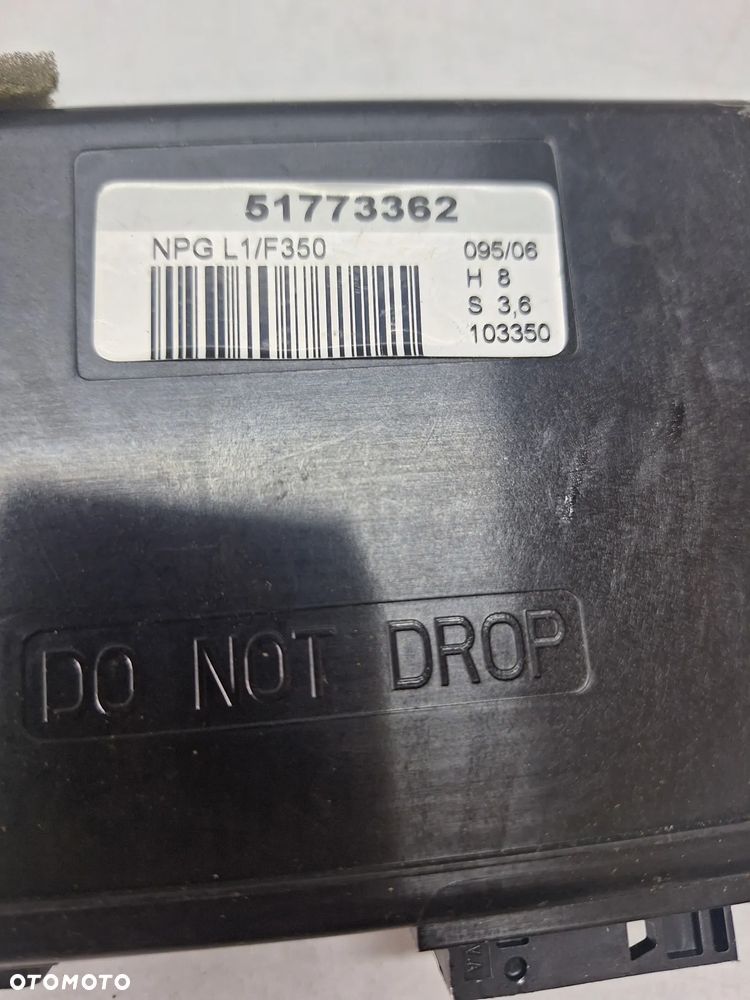 51773362
NPG L1/F350
095/06
H 8
S 3,6
103350
DO NOT DROP
OTOMOTO